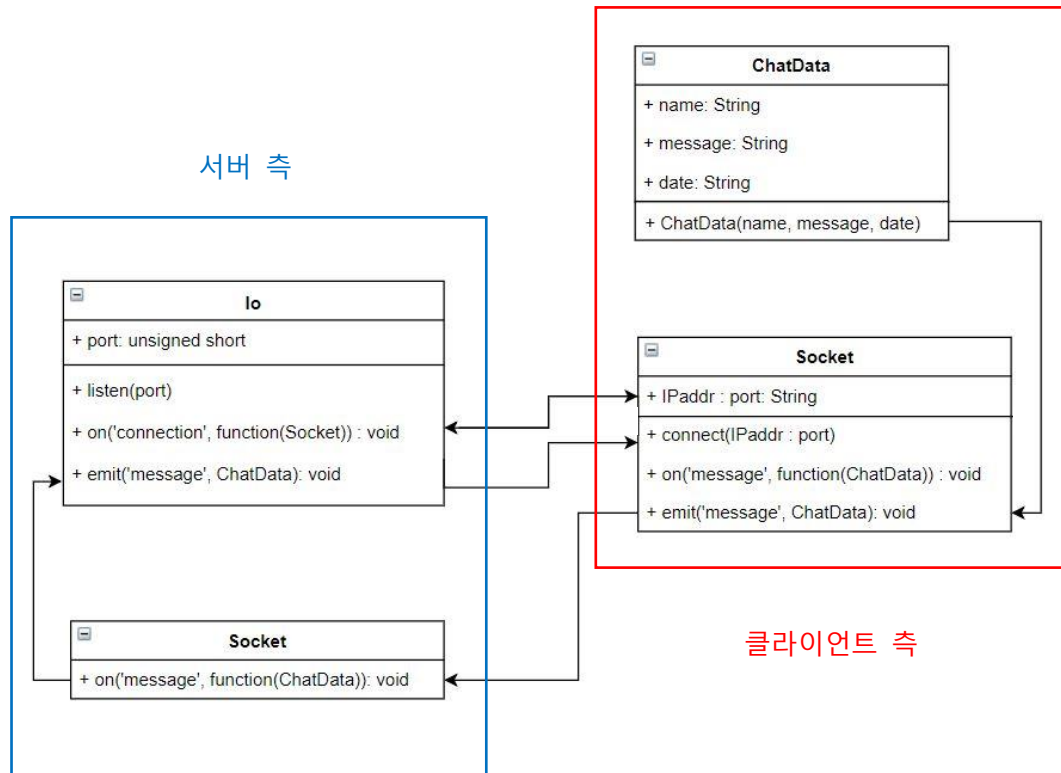 서버 측
Io
+ port: unsigned short
+ listen(port)
+ on('connection', function(Socket)) : void
+ emit('message', ChatData): void
Socket
+ on('message', function(ChatData)): void
ChatData
+ name: String
+ message: String
+ date: String
+ ChatData(name, message, date)
Socket
+ IPaddr : port: String
+ connect(IPaddr : port)
+ on('message', function(ChatData)) : void
+ emit('message', ChatData): void
클라이언트 측